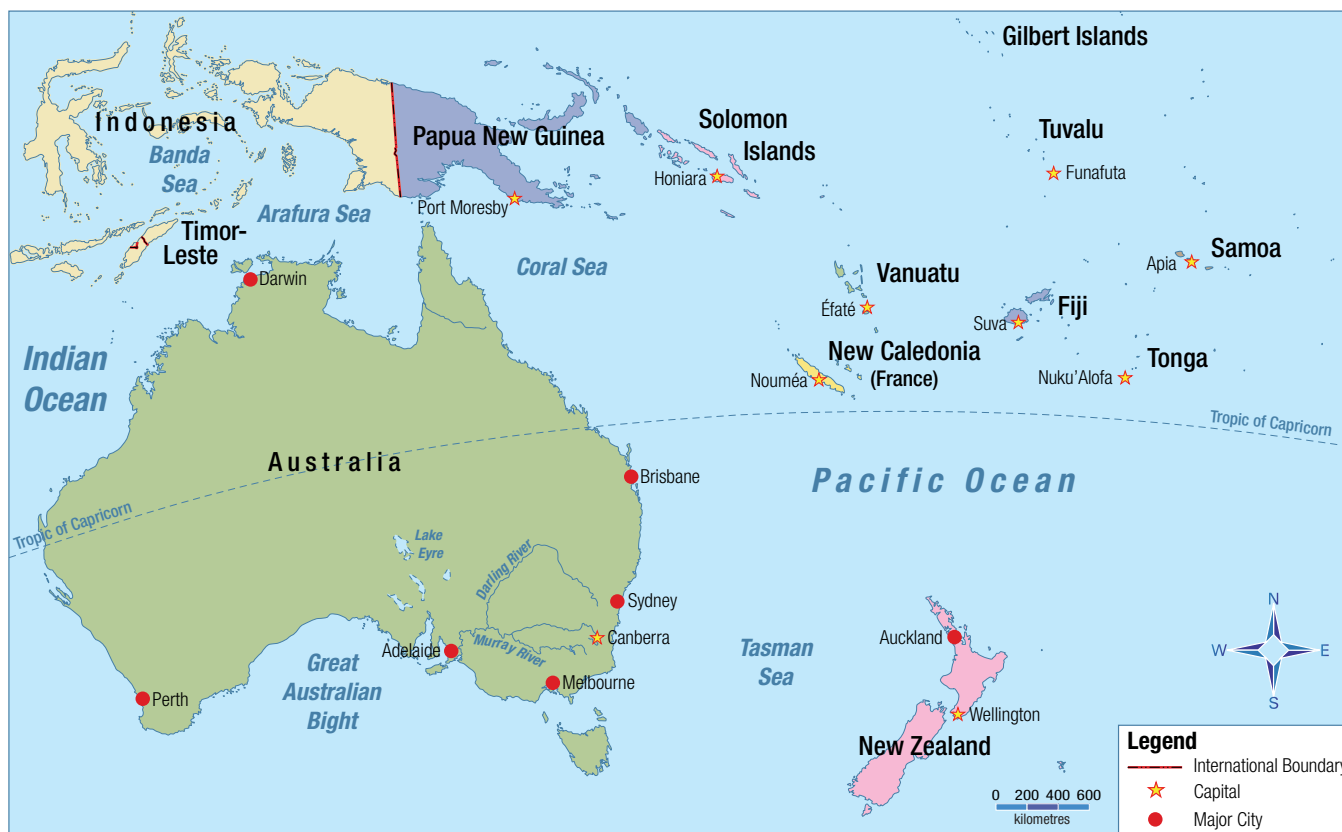 Gilbert Islands
Indonesia
Banda
Sea
Papua New Guinea
Solomon
Islands
Honiara
Tuvalu
Funafuta
Port Moresby
Arafura Sea
Timor-
Leste
Darwin
Coral Sea
Vanuatu
Éfaté
Samoa
Apia
Fiji
Suva
Indian
Ocean
New Caledonia
(France)
Nouméa
Tonga
Nuku'Alofa
Tropic of Capricorn
Australia
Brisbane
Pacific Ocean
Tropic of Capricorn
Lake
Eyre
Darling River
Sydney
Canberra
Murray River
Adelaide
Melbourne
Perth
Great
Australian
Bight
Tasman
Sea
Auckland
Wellington
New Zealand
N
W
E
S
0 200 400 600
kilometres
Legend
International Boundary
Capital
Major City